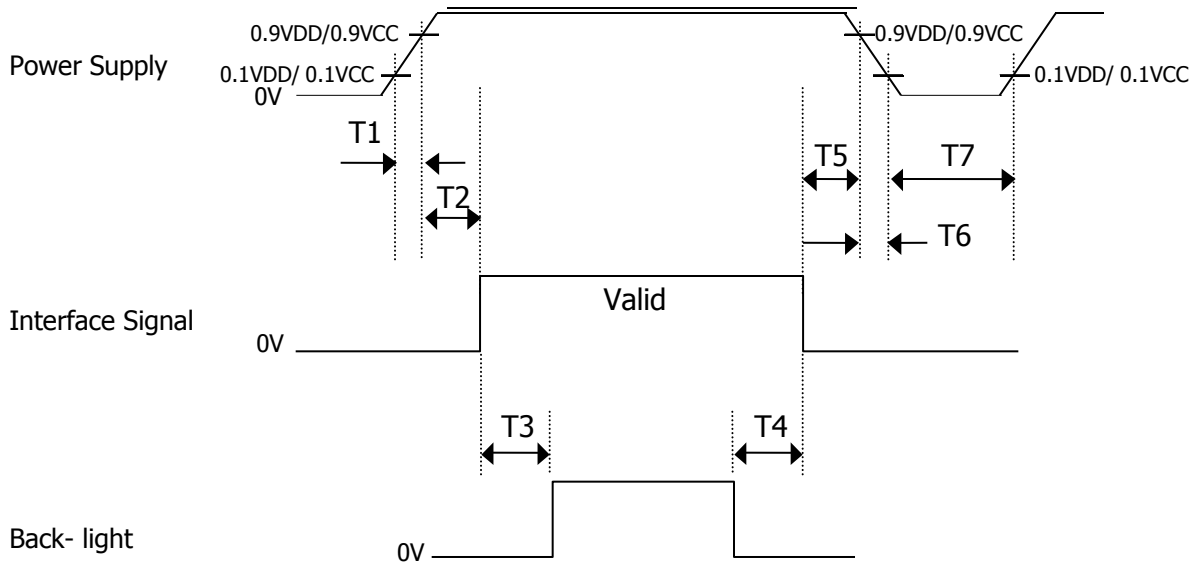 0.9VDD/0.9VCC
0.9VDD/0.9VCC
Power Supply
0.1VDD/ 0.1VCC
0.1VDD/ 0.1VCC
0V
T1
T5
T7
T2
T6
Valid
Interface Signal
0V
T3
T4
Back- light
0V